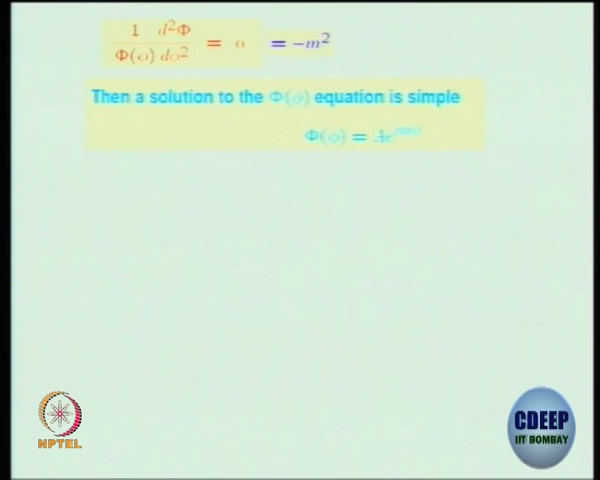 1 d²Φ
Φ(φ) dφ² = α = −m²
Then a solution to the Φ(φ) equation is simple
Φ(φ) = Ae^{imφ}
NPTEL
CDEEP
IIT BOMBAY